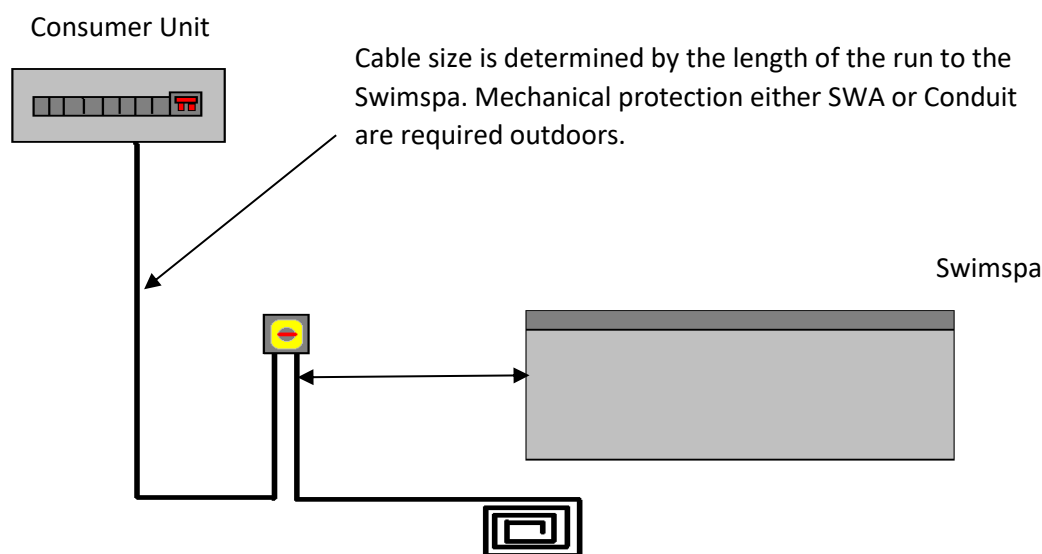 Consumer Unit
Cable size is determined by the length of the run to the
Swimspa. Mechanical protection either SWA or Conduit
are required outdoors.
Swimspa